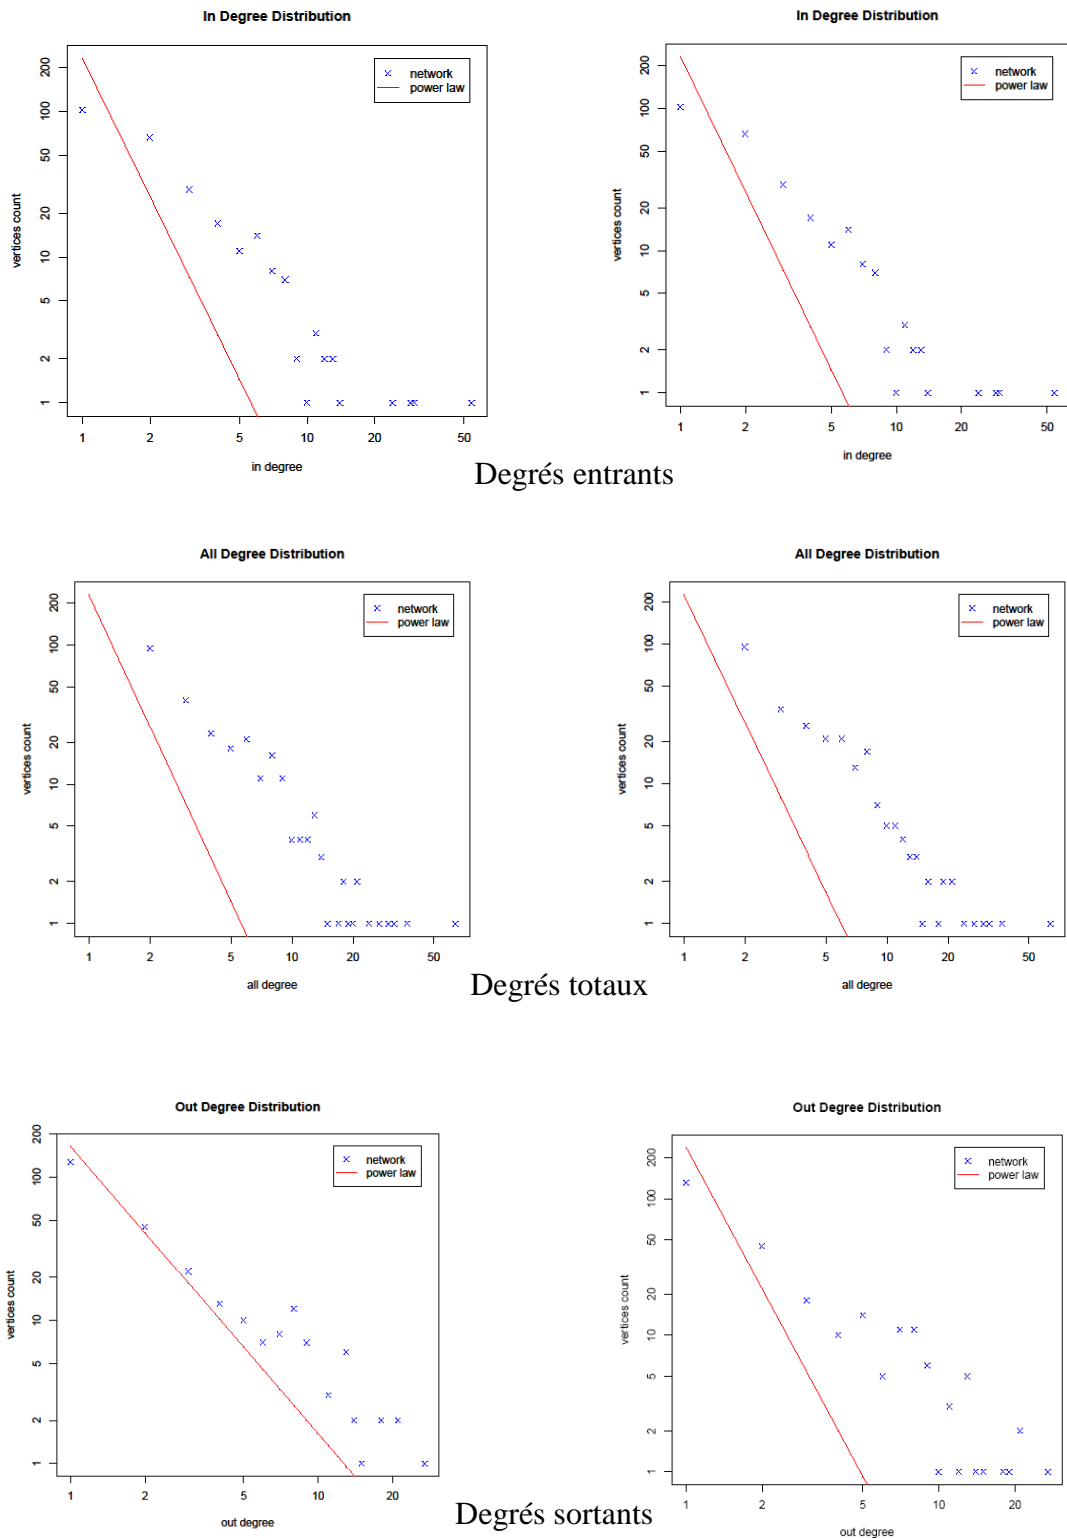 In Degree Distribution
200
100
50
20
10
5
2
1
vertices count
network
power law
1 2 5 10 20 50
in degree
In Degree Distribution
200
100
50
20
10
5
2
1
vertices count
network
power law
1 2 5 10 20 50
in degree
Degrés entrants
All Degree Distribution
200
100
50
20
10
5
2
1
vertices count
network
power law
1 2 5 10 20 50
all degree
All Degree Distribution
200
100
50
20
10
5
2
1
vertices count
network
power law
1 2 5 10 20 50
all degree
Degrés totaux
Out Degree Distribution
200
100
50
20
10
5
2
1
vertices count
network
power law
1 2 5 10 20
out degree
Out Degree Distribution
200
100
50
20
10
5
2
1
vertices count
network
power law
1 2 5 10 20
out degree
Degrés sortants